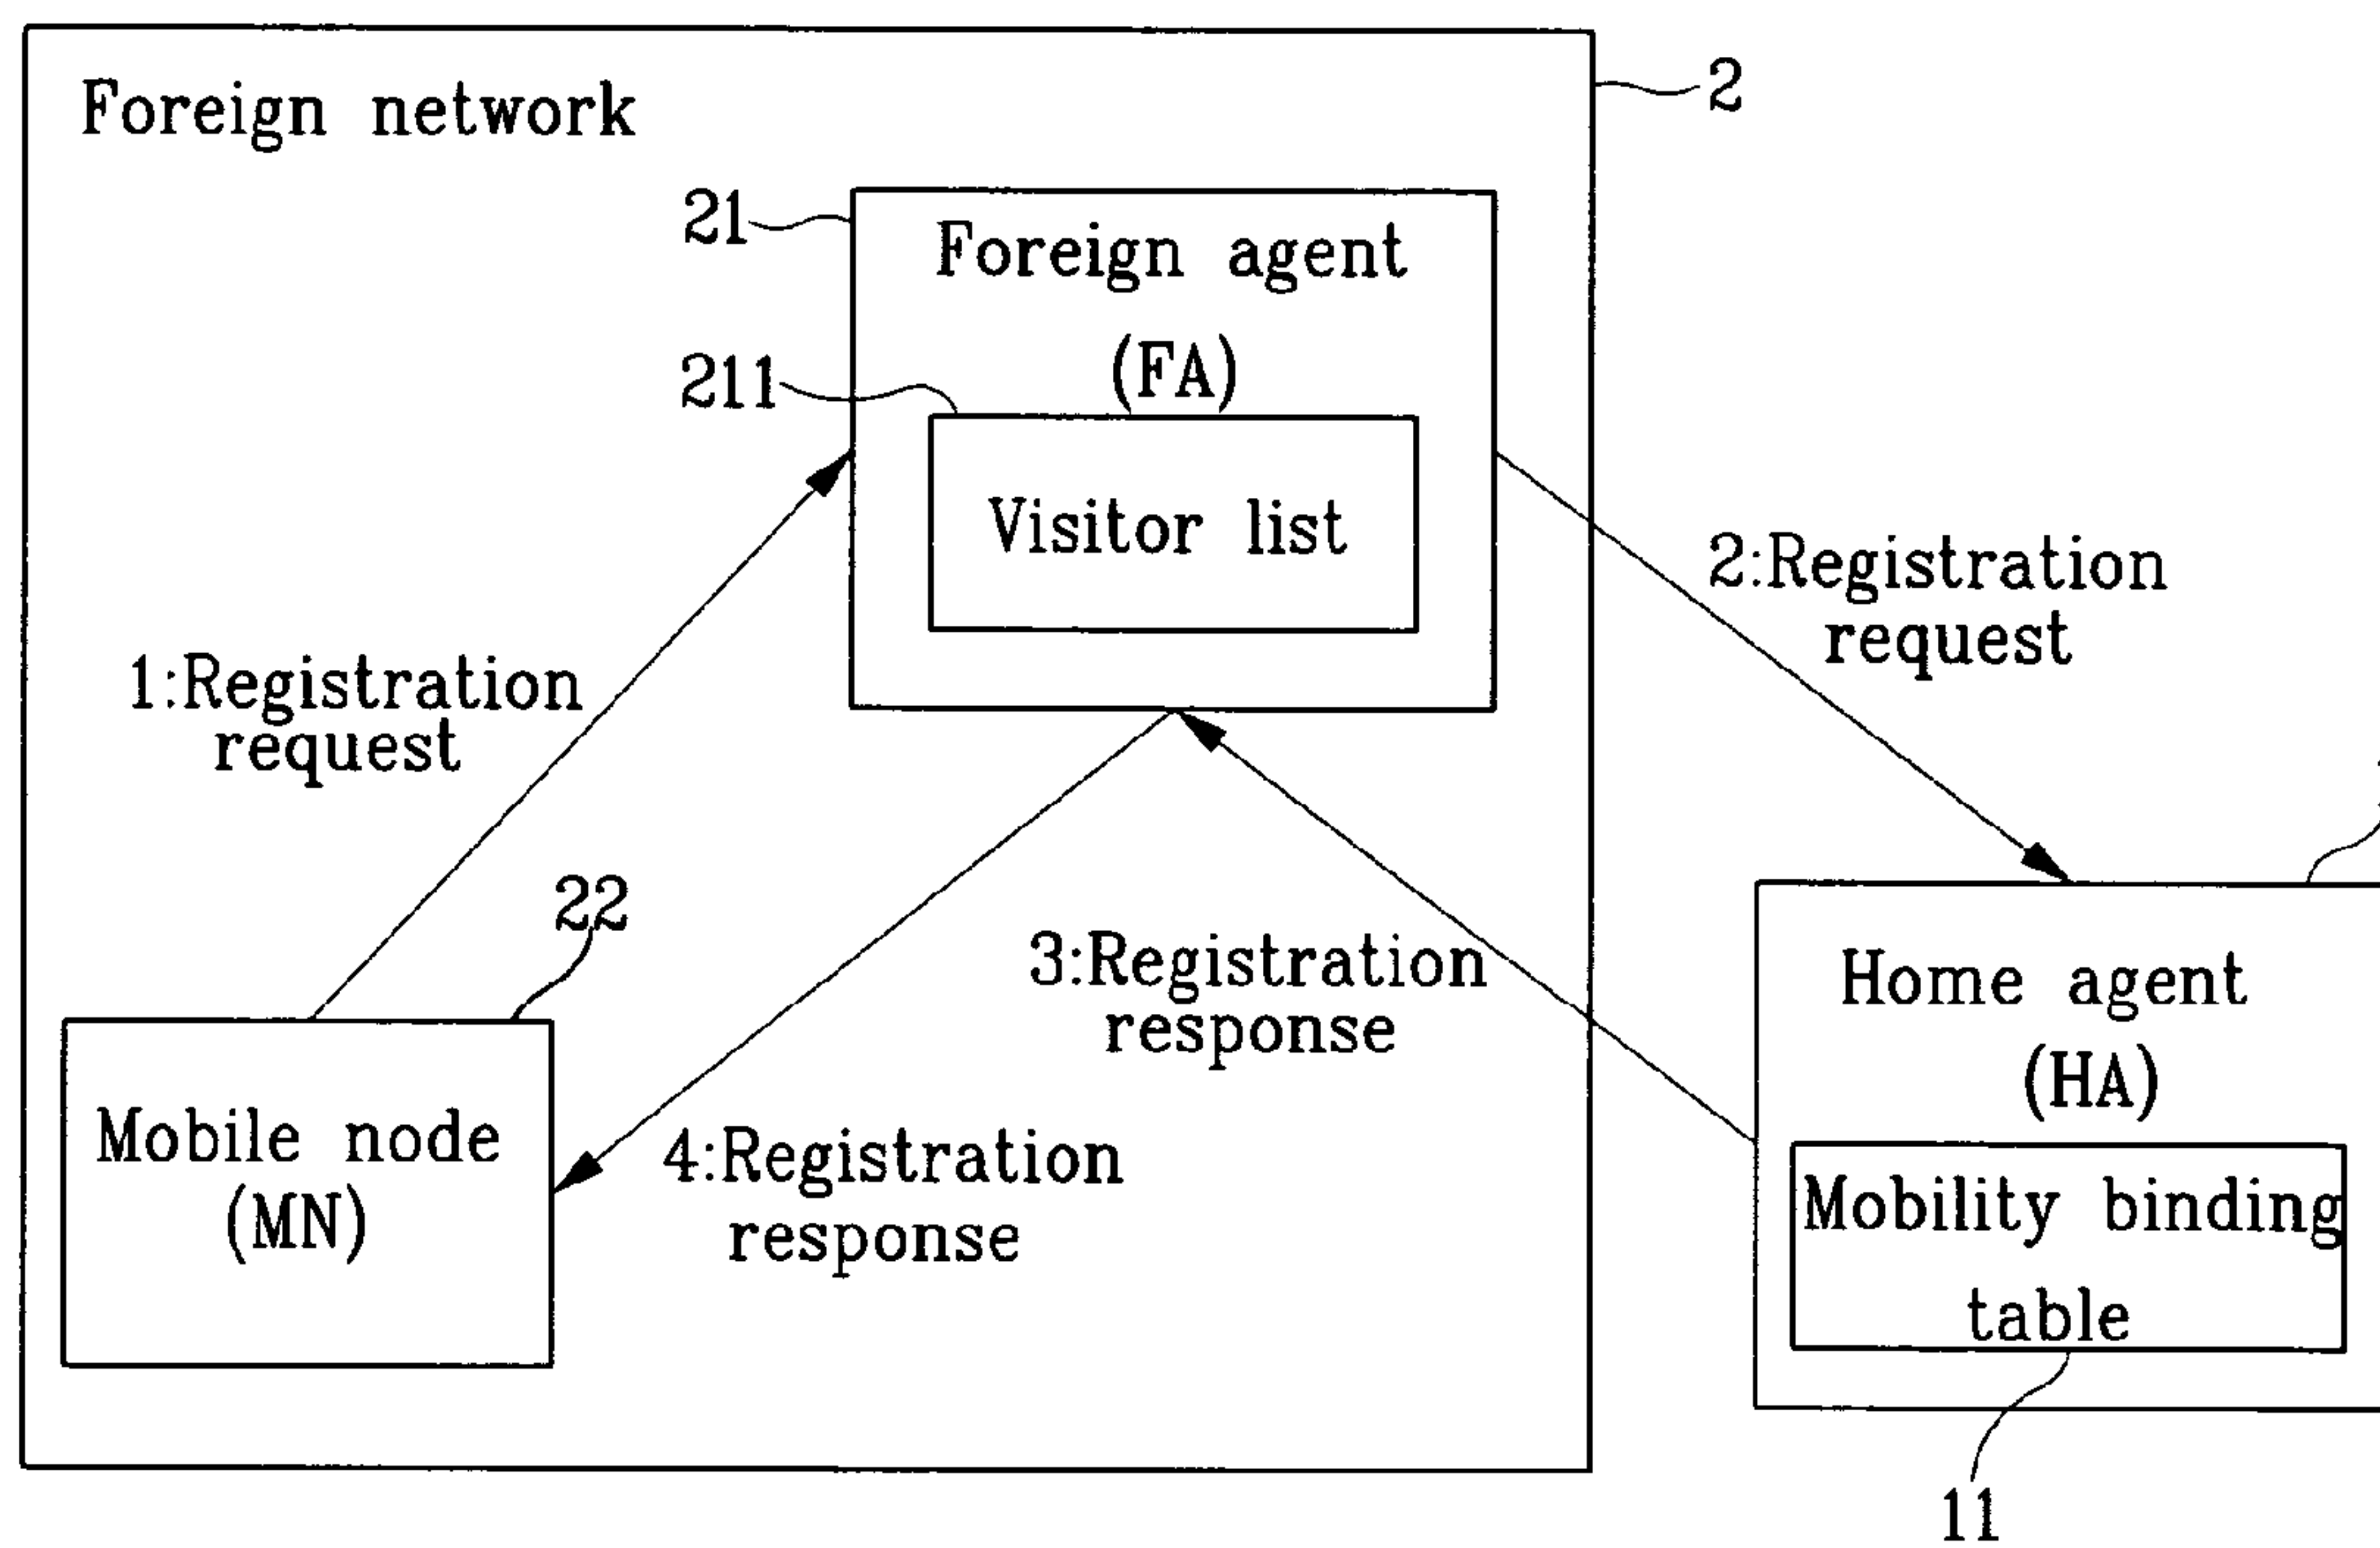 Foreign network
2
21
Foreign agent
(FA)
211
Visitor list
1:Registration
request
2:Registration
request
22
Mobile node
(MN)
3:Registration
response
4:Registration
response
Home agent
(HA)
Mobility binding
table
11